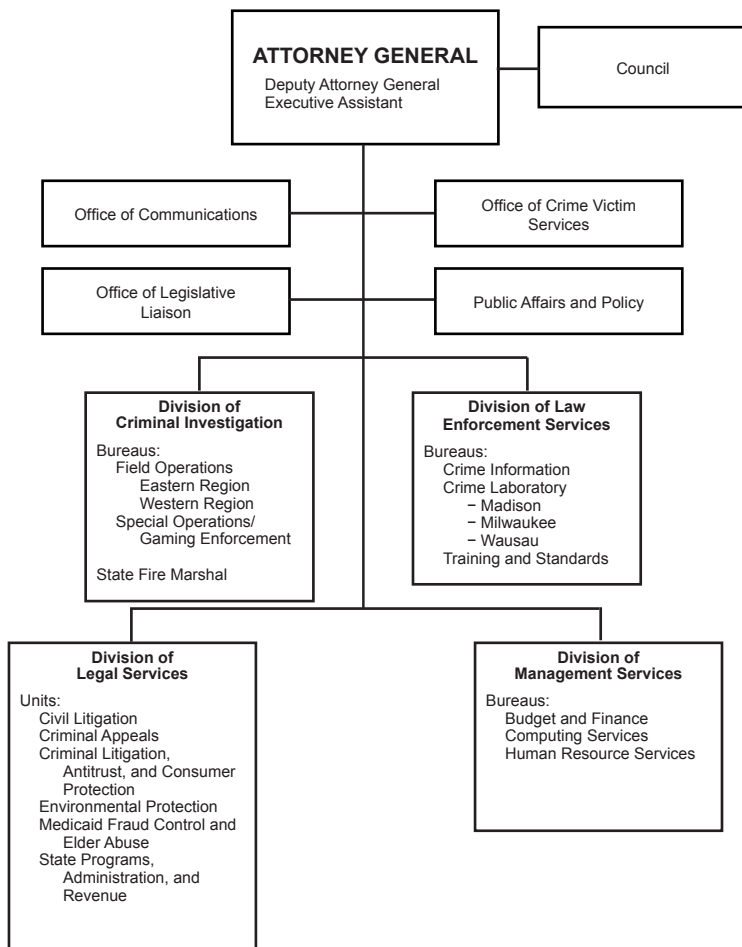 ATTORNEY GENERAL
Deputy Attorney General
Executive Assistant
Council
Office of Communications
Office of Crime Victim
Services
Office of Legislative
Liaison
Public Affairs and Policy
Division of
Criminal Investigation
Bureaus:
Field Operations
Eastern Region
Western Region
Special Operations/
Gaming Enforcement
State Fire Marshal
Division of Law
Enforcement Services
Bureaus:
Crime Information
Crime Laboratory
− Madison
− Milwaukee
− Wausau
Training and Standards
Division of
Legal Services
Units:
Civil Litigation
Criminal Appeals
Criminal Litigation,
Antitrust, and Consumer
Protection
Environmental Protection
Medicaid Fraud Control and
Elder Abuse
State Programs,
Administration, and
Revenue
Division of
Management Services
Bureaus:
Budget and Finance
Computing Services
Human Resource Services